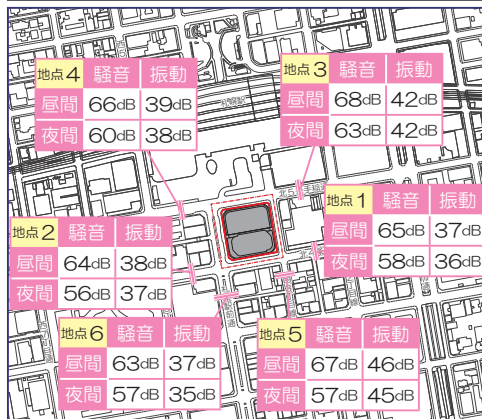 地点4 騒音 振動
昼間 66dB 39dB
夜間 60dB 38dB
地点3 騒音 振動
昼間 68dB 42dB
夜間 63dB 42dB
札幌駅
地点1 騒音 振動
昼間 65dB 37dB
夜間 58dB 36dB
地点2 騒音 振動
昼間 64dB 38dB
夜間 56dB 37dB
地点6 騒音 振動
昼間 63dB 37dB
夜間 57dB 35dB
地点5 騒音 振動
昼間 67dB 46dB
夜間 57dB 45dB